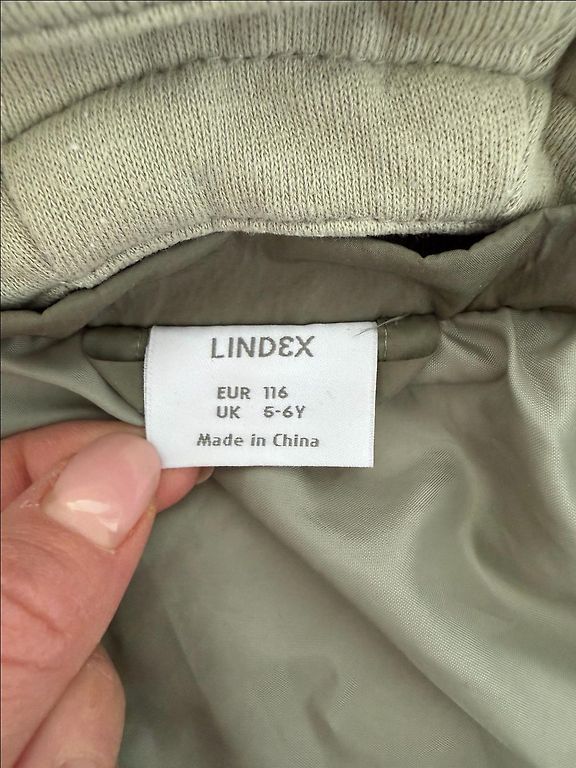 LINDEX
EUR 116
UK 5-6Y
Made in China